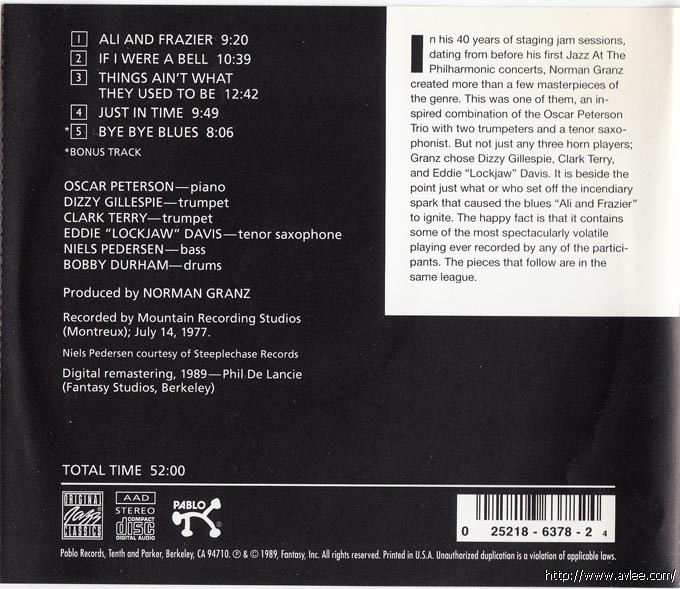 1 ALI AND FRAZIER 9:20
2 IF I WERE A BELL 10:39
3 THINGS AIN'T WHAT
THEY USED TO BE 12:42
4 JUST IN TIME 9:49
*5 BYE BYE BLUES 8:06
*BONUS TRACK
OSCAR PETERSON—piano
DIZZY GILLESPIE—trumpet
CLARK TERRY—trumpet
EDDIE "LOCKJAW" DAVIS—tenor saxophone
NIELS PEDERSEN—bass
BOBBY DURHAM—drums
Produced by NORMAN GRANZ
Recorded by Mountain Recording Studios
(Montreux); July 14, 1977.
Niels Pedersen courtesy of Steeplechase Records
Digital remastering, 1989—Phil De Lancie
(Fantasy Studios, Berkeley)
In his 40 years of staging jam sessions,
dating from before his first Jazz At The
Philharmonic concerts, Norman Granz
created more than a few masterpieces of
the genre. This was one of them, an in-
spired combination of the Oscar Peterson
Trio with two trumpeters and a tenor saxo-
phonist. But not just any three horn players;
Granz chose Dizzy Gillespie, Clark Terry,
and Eddie "Lockjaw" Davis. It is beside the
point just what or who set off the incendiary
spark that caused the blues "Ali and Frazier"
to ignite. The happy fact is that it contains
some of the most spectacularly volatile
playing ever recorded by any of the partici-
pants. The pieces that follow are in the
same league.
TOTAL TIME 52:00
ORIGINAL
Jazz
CLASSICS
AAD
STEREO
COMPACT
disc
DIGITAL AUDIO
PABLO
®
0 25218-6378-2 4
Pablo Records, Tenth and Parker, Berkeley, CA 94710. ℗ & © 1989, Fantasy, Inc. All rights reserved. Printed in U.S.A. Unauthorized duplication is a violation of applicable laws.
http://www.avlee.com/